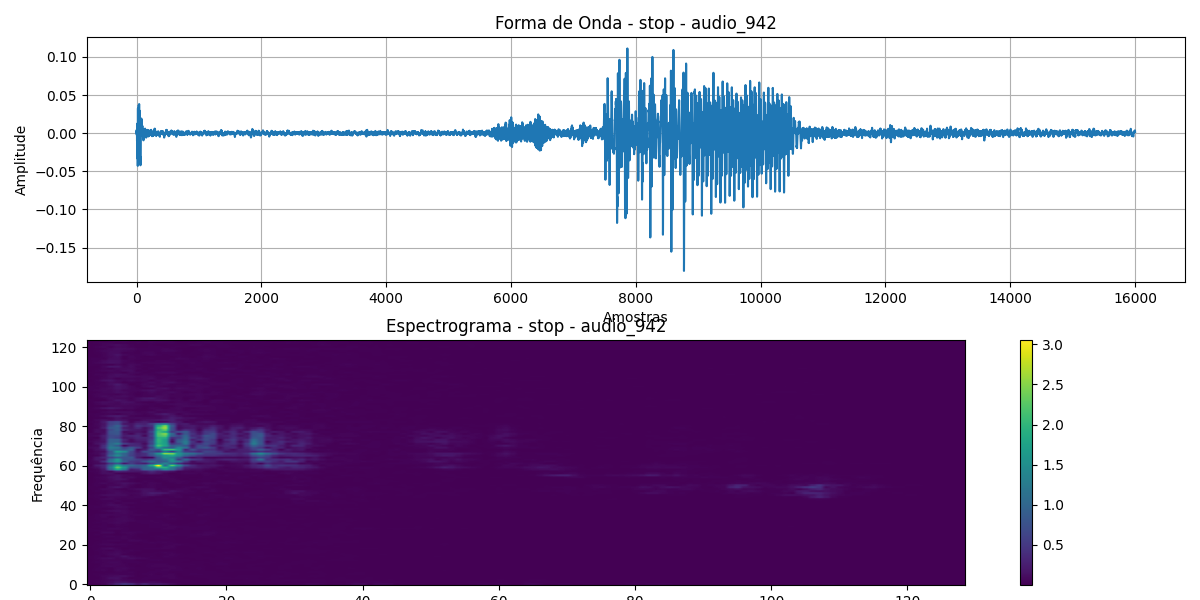 Forma de Onda - stop - audio_942
Amplitude
0.10
0.05
0.00
−0.05
−0.10
−0.15
0 2000 4000 6000 8000 10000 12000 14000 16000
Amostras
Espectrograma - stop - audio_942
Frequência
120
100
80
60
40
20
0
0 20 40 60 80 100 120
3.0
2.5
2.0
1.5
1.0
0.5